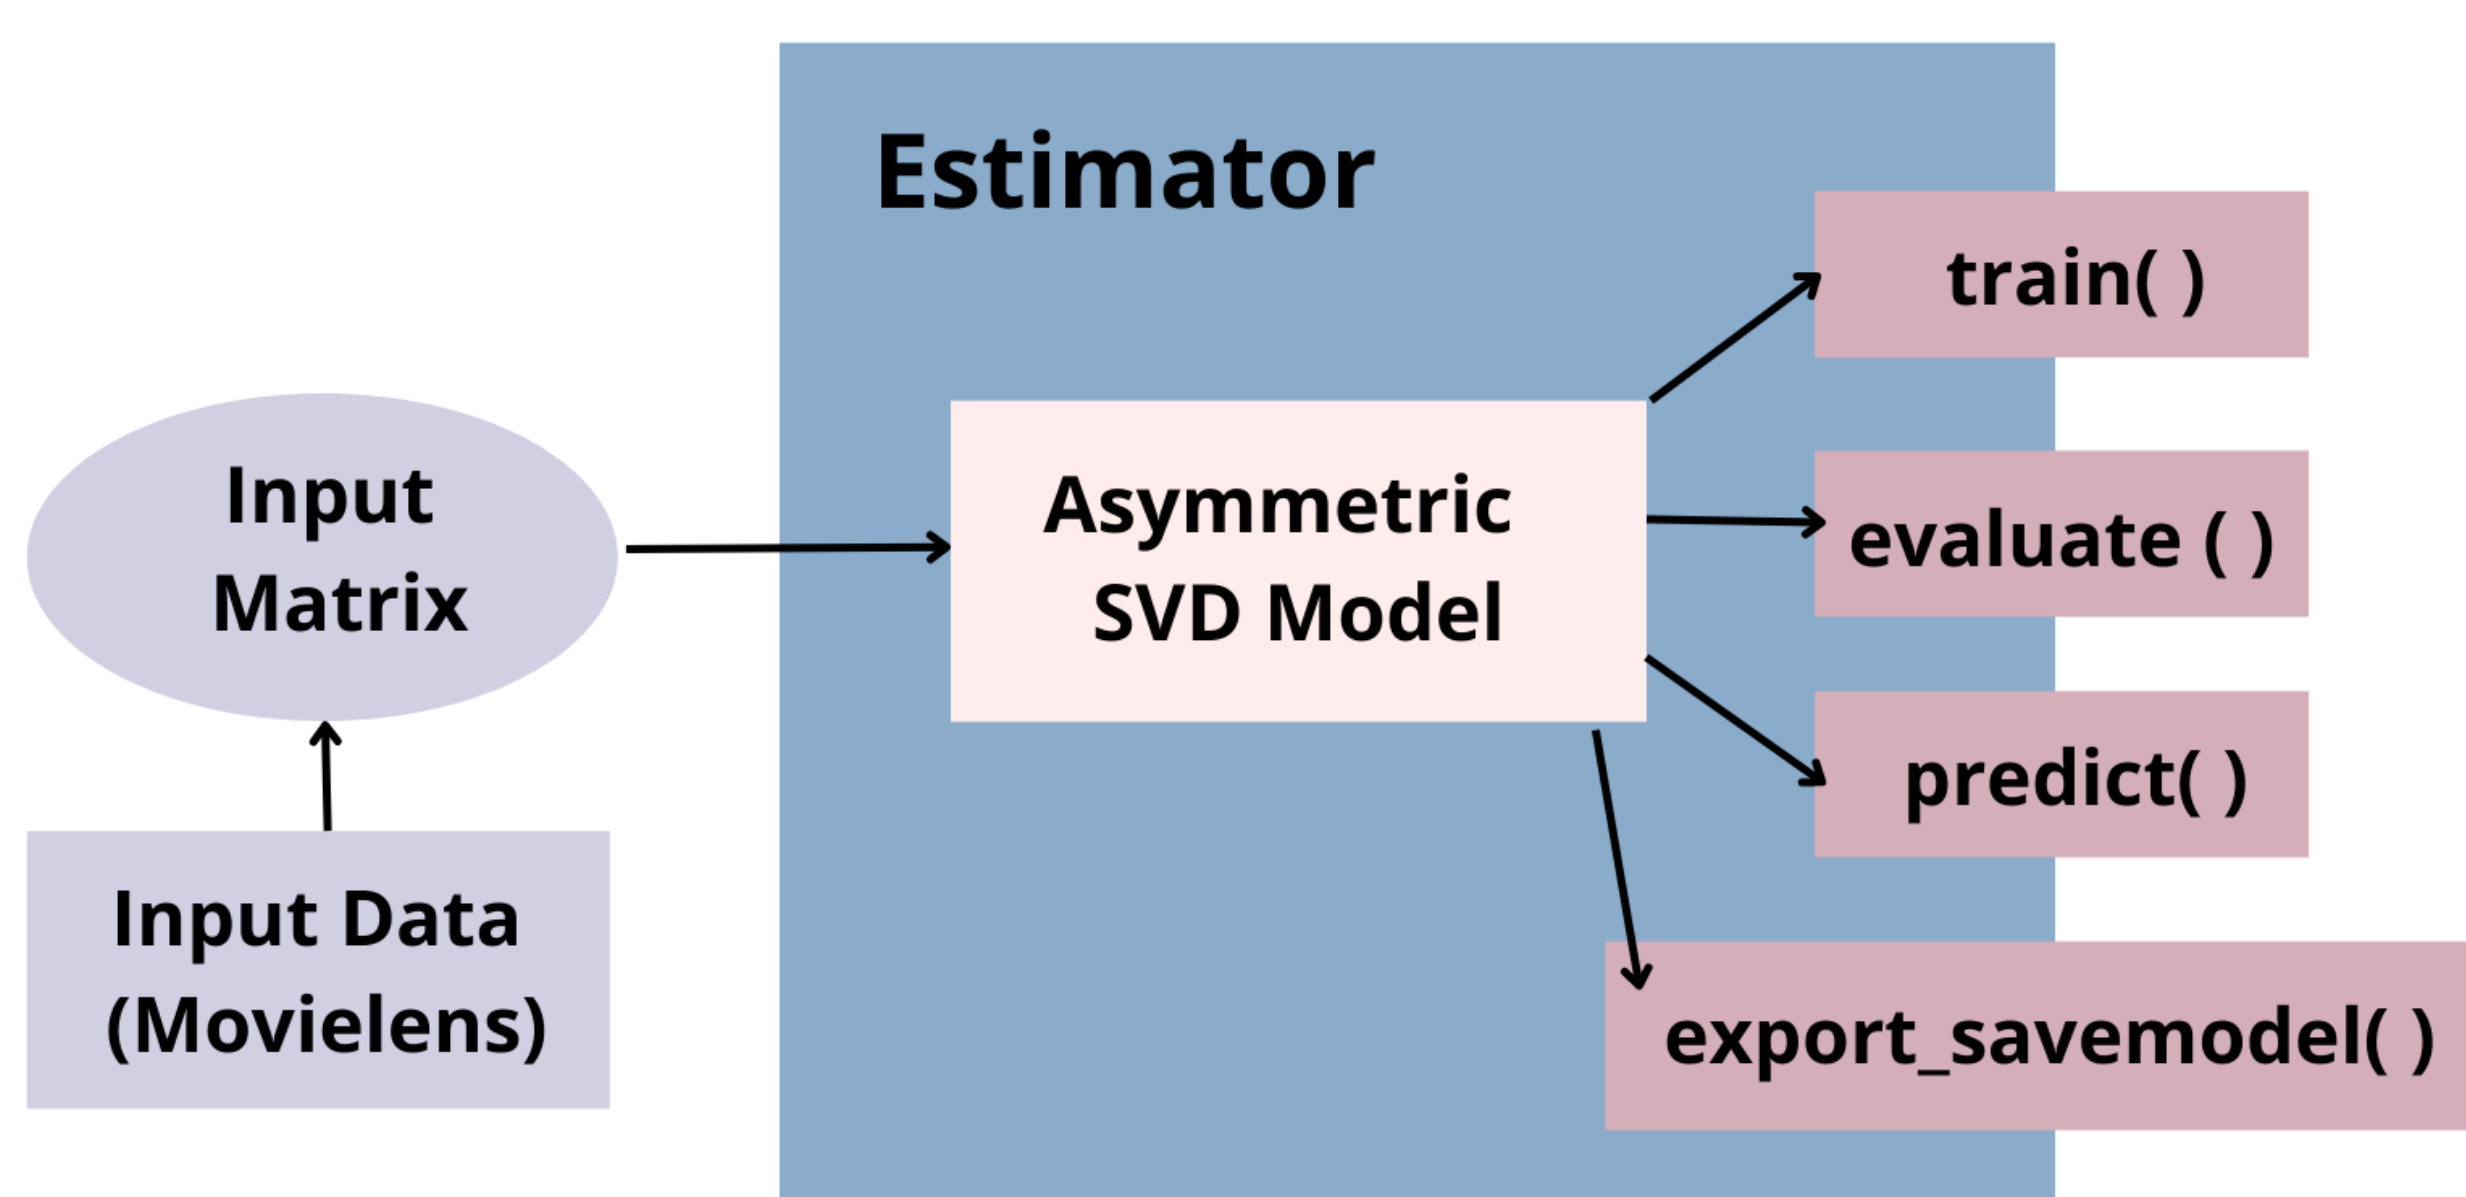 Estimator
train( )
Input
Matrix
Asymmetric
SVD Model
evaluate ( )
predict( )
Input Data
(Movielens)
export_savemodel( )